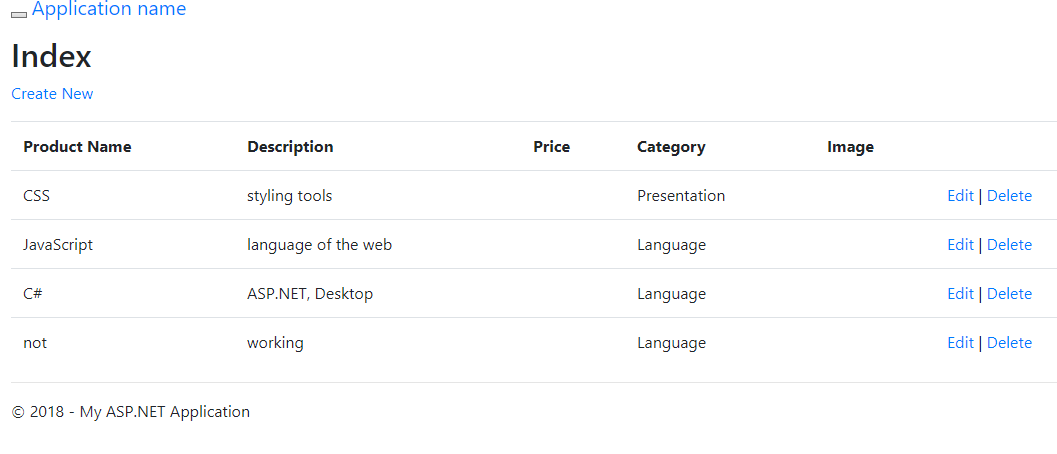 Application name
Index
Create New
Product Name Description Price Category Image
CSS styling tools Presentation Edit | Delete
JavaScript language of the web Language Edit | Delete
C# ASP.NET, Desktop Language Edit | Delete
not working Language Edit | Delete
© 2018 - My ASP.NET Application